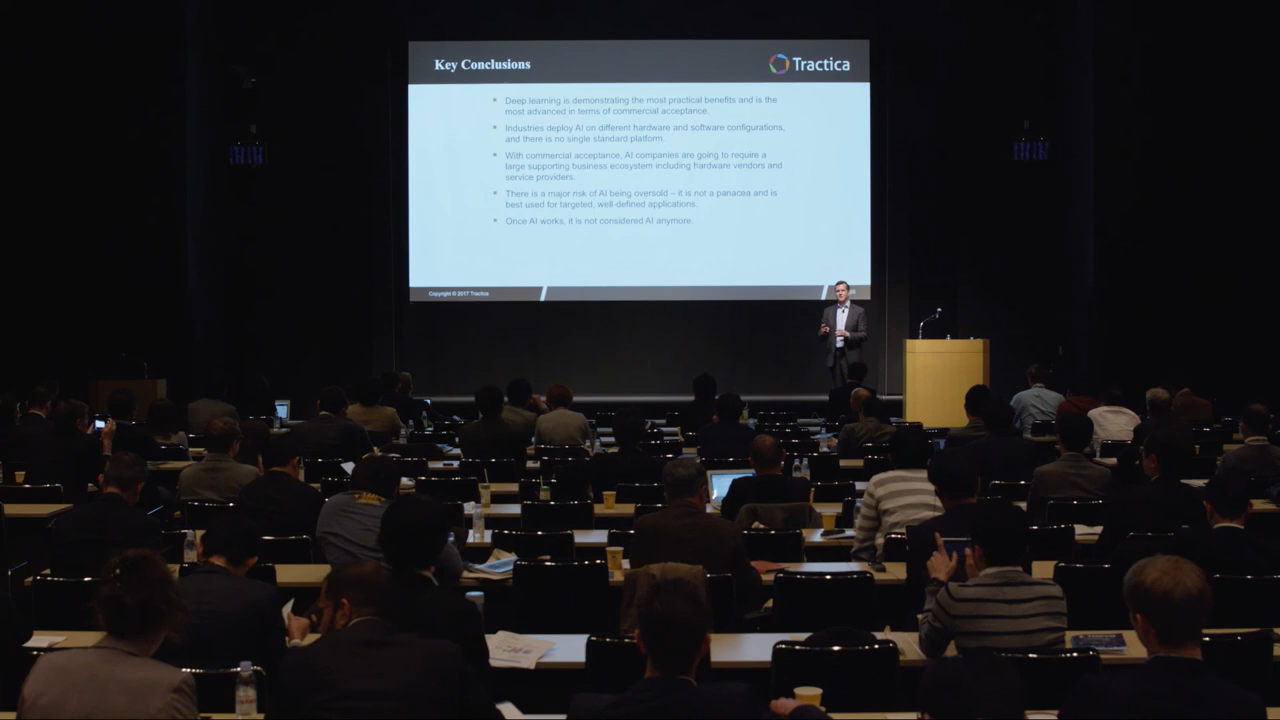 Key Conclusions
Tractica
Deep learning is demonstrating the most practical benefits and is the
most advanced in terms of commercial acceptance.
Industries deploy AI on different hardware and software configurations,
and there is no single standard platform.
With commercial acceptance, AI companies are going to require a
large supporting business ecosystem including hardware vendors and
service providers.
There is a major risk of AI being oversold – it is not a panacea and is
best used for targeted, well-defined applications.
Once AI works, it is not considered AI anymore.
Copyright © 2017 Tractica